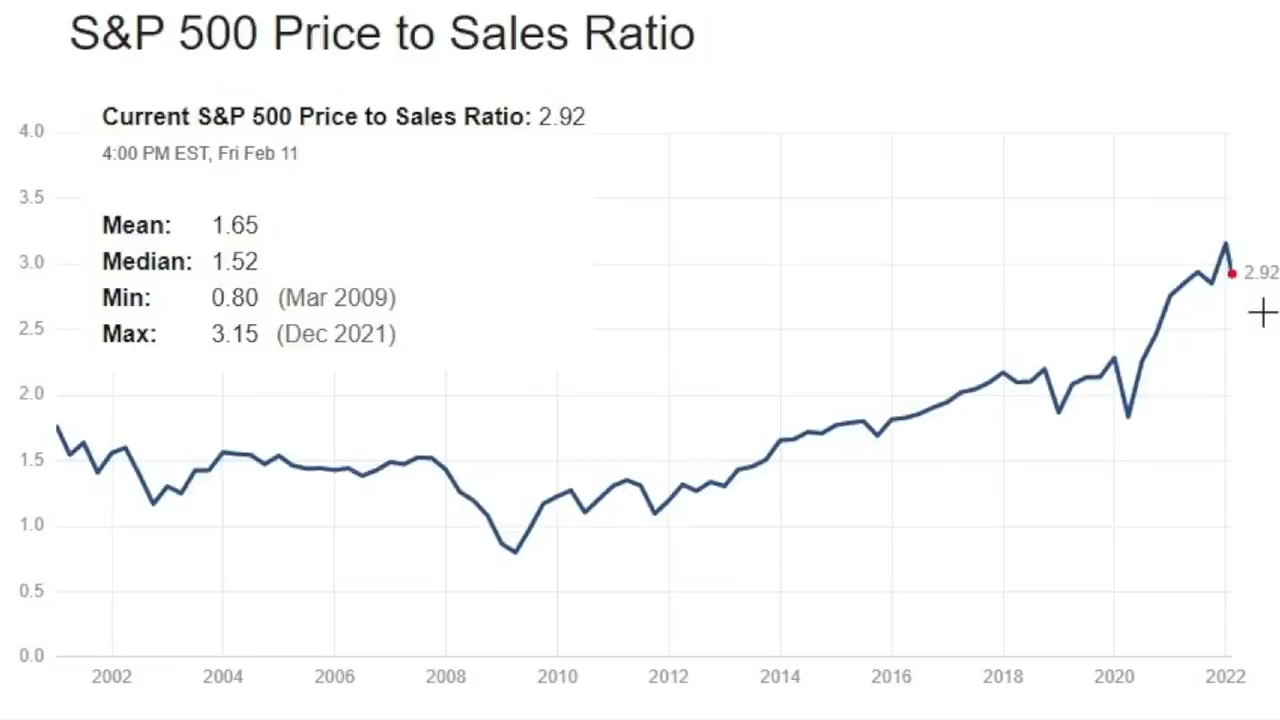 S&P 500 Price to Sales Ratio
Current S&P 500 Price to Sales Ratio: 2.92
4:00 PM EST, Fri Feb 11
Mean: 1.65
Median: 1.52
Min: 0.80 (Mar 2009)
Max: 3.15 (Dec 2021)
4.0
3.5
3.0
2.5
2.0
1.5
1.0
0.5
0.0
2.92
2002 2004 2006 2008 2010 2012 2014 2016 2018 2020 2022